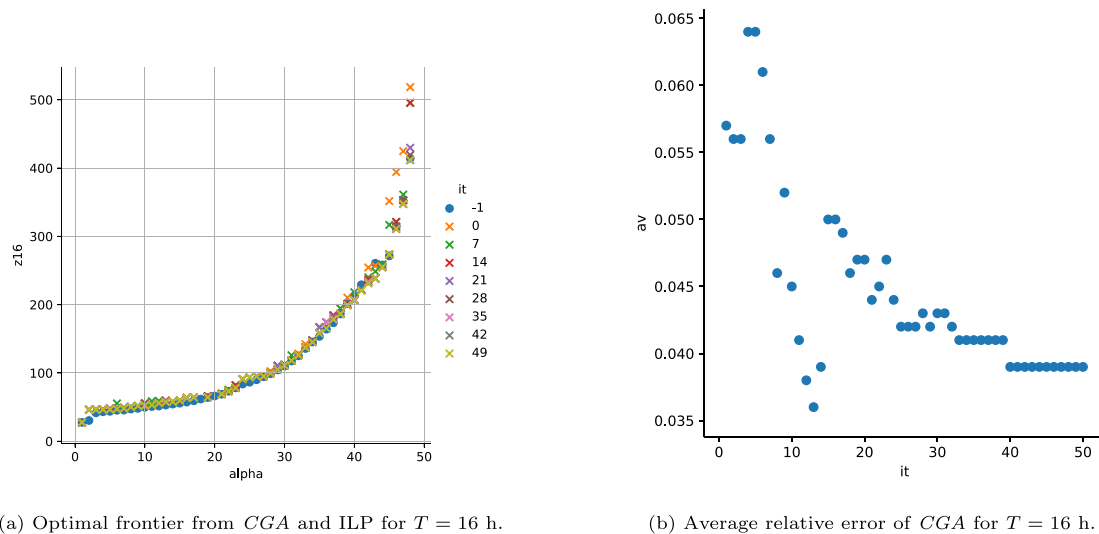 500
400
300
200
100
0
z16
0 10 20 30 40 50
alpha
it
-1
0
7
14
21
28
35
42
49
0.065
0.060
0.055
0.050
0.045
0.040
0.035
av
0 10 20 30 40 50
it
(a) Optimal frontier from CGA and ILP for T = 16 h.
(b) Average relative error of CGA for T = 16 h.